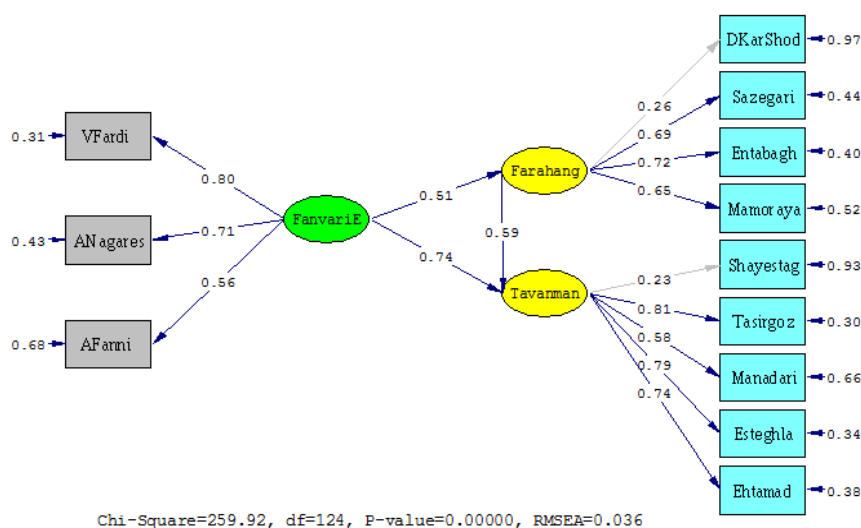 DKarShod
0.97
0.26
Sazegari
0.44
0.69
0.31
VFardi
0.80
Farahang
0.72
Entabagh
0.40
0.65
Mamoraya
0.52
0.51
FanvariE
0.43
ANagares
0.71
0.59
0.74
Shayestag
0.93
0.23
0.56
Tavanman
0.81
Tasirgoz
0.30
0.58
0.68
AFanni
0.79
Manadari
0.66
0.74
Esteghla
0.34
Ehtamad
0.38
Chi-Square=259.92, df=124, P-value=0.00000, RMSEA=0.036